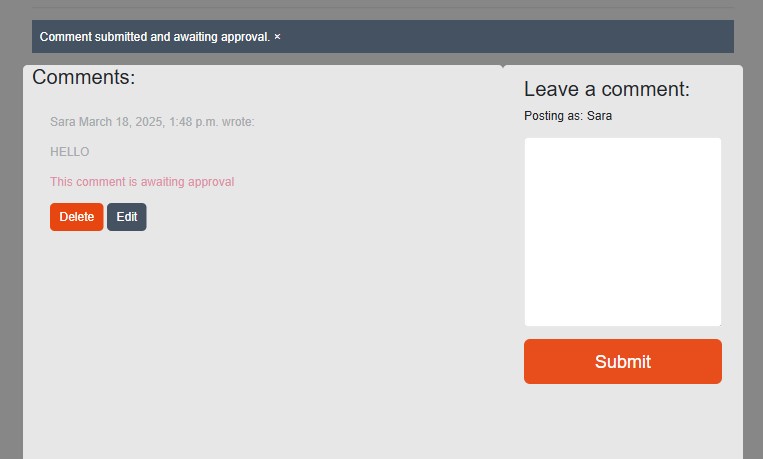 Comment submitted and awaiting approval. ×
Comments:
Sara March 18, 2025, 1:48 p.m. wrote:
HELLO
This comment is awaiting approval
Delete Edit
Leave a comment:
Posting as: Sara
Submit